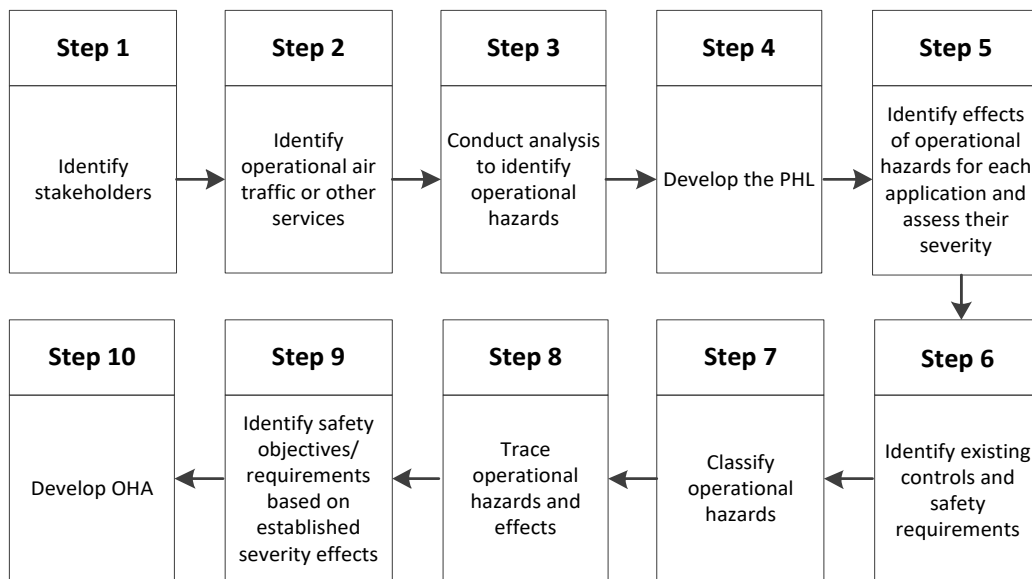 Step 1
Identify
stakeholders
Step 2
Identify
operational air
traffic or other
services
Step 3
Conduct analysis
to identify
operational
hazards
Step 4
Develop the PHL
Step 5
Identify effects
of operational
hazards for each
application and
assess their
severity
Step 6
Identify existing
controls and
safety
requirements
Step 7
Classify
operational
hazards
Step 8
Trace
operational
hazards and
effects
Step 9
Identify safety
objectives/
requirements
based on
established
severity effects
Step 10
Develop OHA